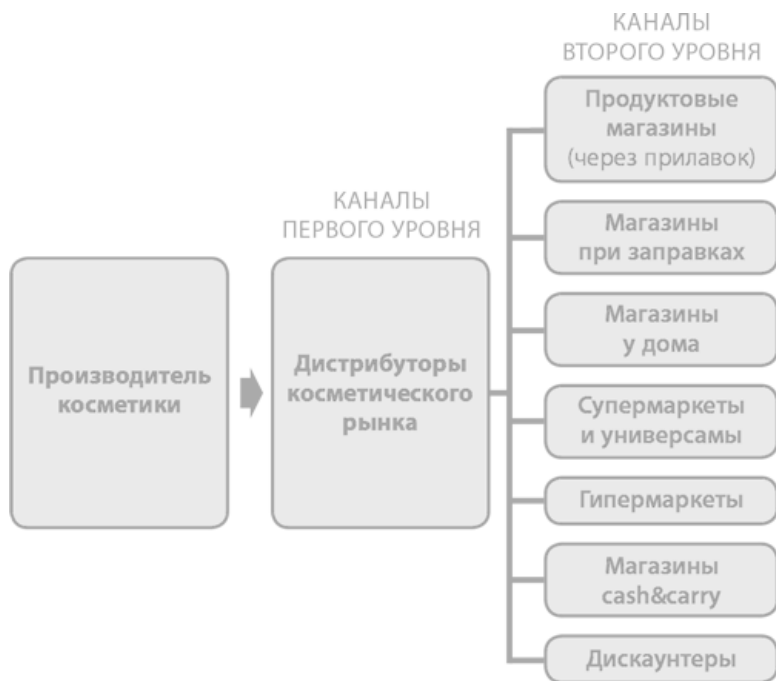 КАНАЛЫ
ВТОРОГО УРОВНЯ
Продуктовые
магазины
(через прилавок)
КАНАЛЫ
ПЕРВОГО УРОВНЯ
Магазины
при заправках
Магазины
у дома
Производитель
косметики
Дистрибуторы
косметического
рынка
Супермаркеты
и универсамы
Гипермаркеты
Магазины
cash&carry
Дискаунтеры